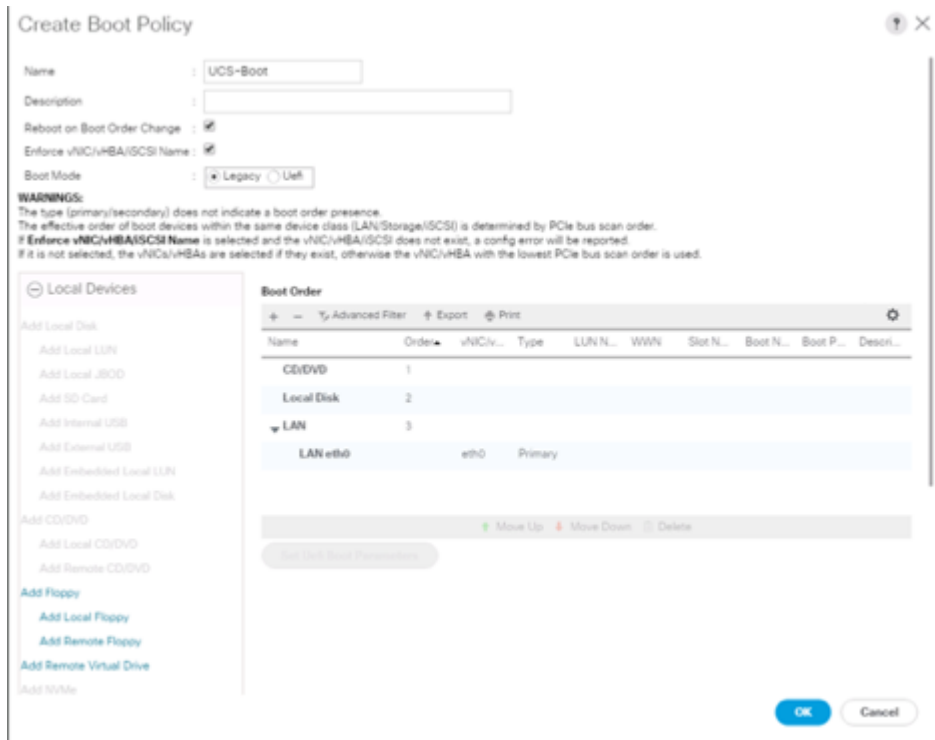 Create Boot Policy
?
Name : UCS-Boot
Description :
Reboot on Boot Order Change :
Enforce vNIC/vHBA/iSCSI Name :
Boot Mode : Legacy Uefi
WARNINGS:
The type (primary/secondary) does not indicate a boot order presence.
The effective order of boot devices within the same device class (LAN/Storage/iSCSI) is determined by PCIe bus scan order.
If Enforce vNIC/vHBA/iSCSI Name is selected and the vNIC/vHBA/iSCSI does not exist, a config error will be reported.
If it is not selected, the vNICs/vHBAs are selected if they exist, otherwise the vNIC/vHBA with the lowest PCIe bus scan order is used.
Local Devices
Add Local Disk
Add Local LUN
Add Local JBOD
Add SD Card
Add Internal USB
Add External USB
Add Embedded Local LUN
Add Embedded Local Disk
Add CD/DVD
Add Local CD/DVD
Add Remote CD/DVD
Add Floppy
Add Local Floppy
Add Remote Floppy
Add Remote Virtual Drive
Add NVMe
Boot Order
+ − Advanced Filter Export Print
Name Order vNIC/v... Type LUN N... WWN Slot N... Boot N... Boot P... Descri...
CD/DVD 1
Local Disk 2
LAN 3
LAN eth0 eth0 Primary
Move Up Move Down Delete
Set Uefi Boot Parameters
OK Cancel